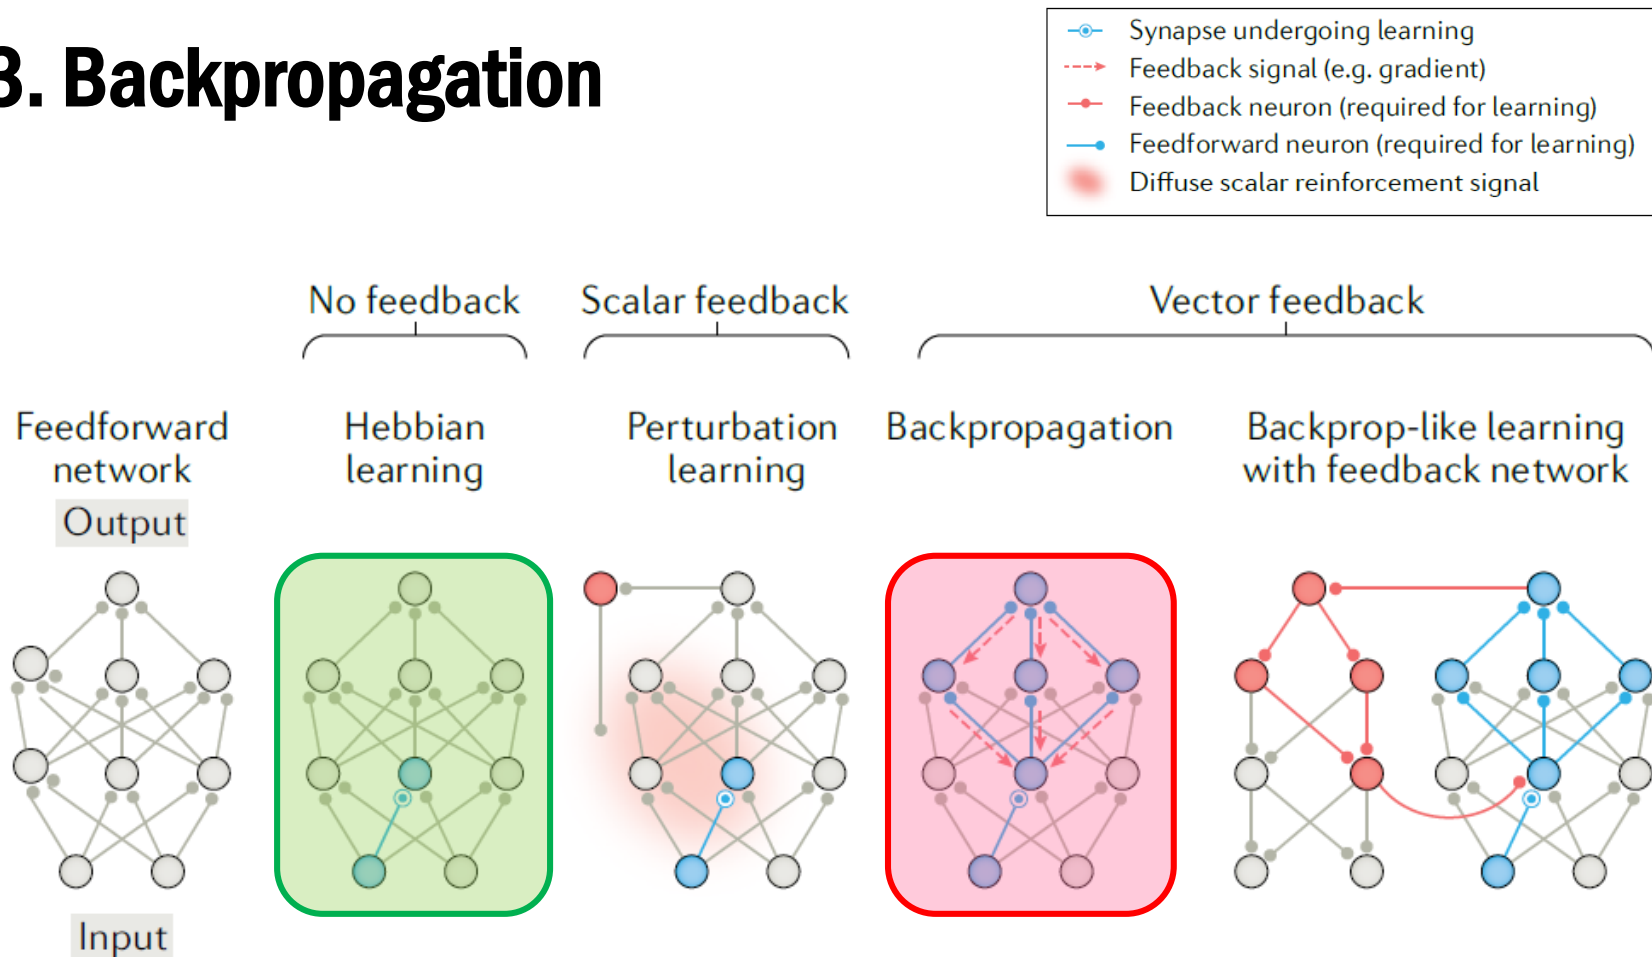 3. Backpropagation
Synapse undergoing learning
Feedback signal (e.g. gradient)
Feedback neuron (required for learning)
Feedforward neuron (required for learning)
Diffuse scalar reinforcement signal
No feedback
Scalar feedback
Vector feedback
Feedforward
network
Hebbian
learning
Perturbation
learning
Backpropagation
Backprop-like learning
with feedback network
Output
Input